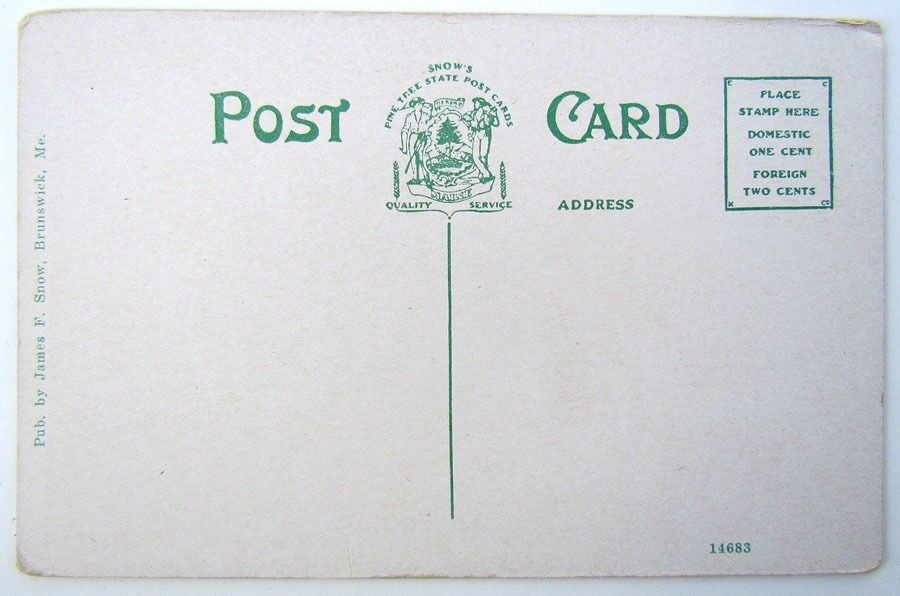 SNOW'S
PINE TREE STATE POST CARDS
POST CARD
DIRIGO
MAINE
QUALITY SERVICE
ADDRESS
PLACE
STAMP HERE
DOMESTIC
ONE CENT
FOREIGN
TWO CENTS
Pub. by James F. Snow, Brunswick, Me.
14683